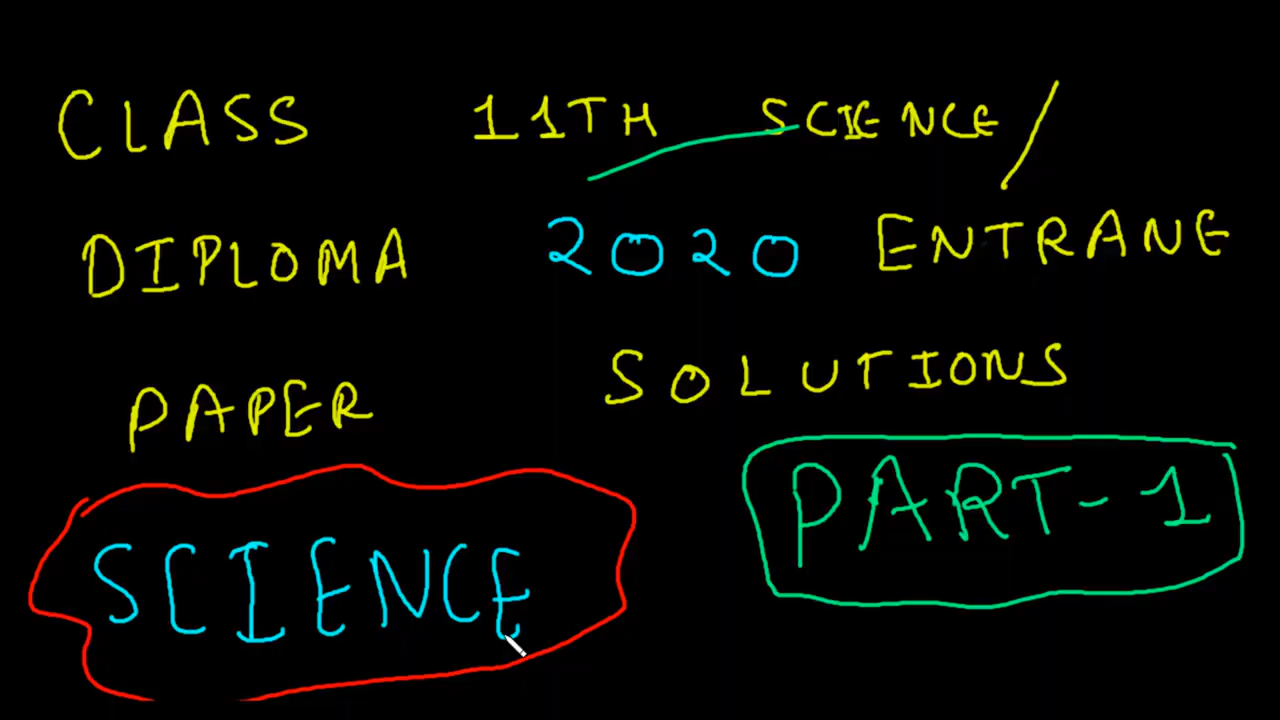 CLASS 11TH SCIENCE/
DIPLOMA 2020 ENTRANE
PAPER SOLUTIONS
SCIENCE PART-1